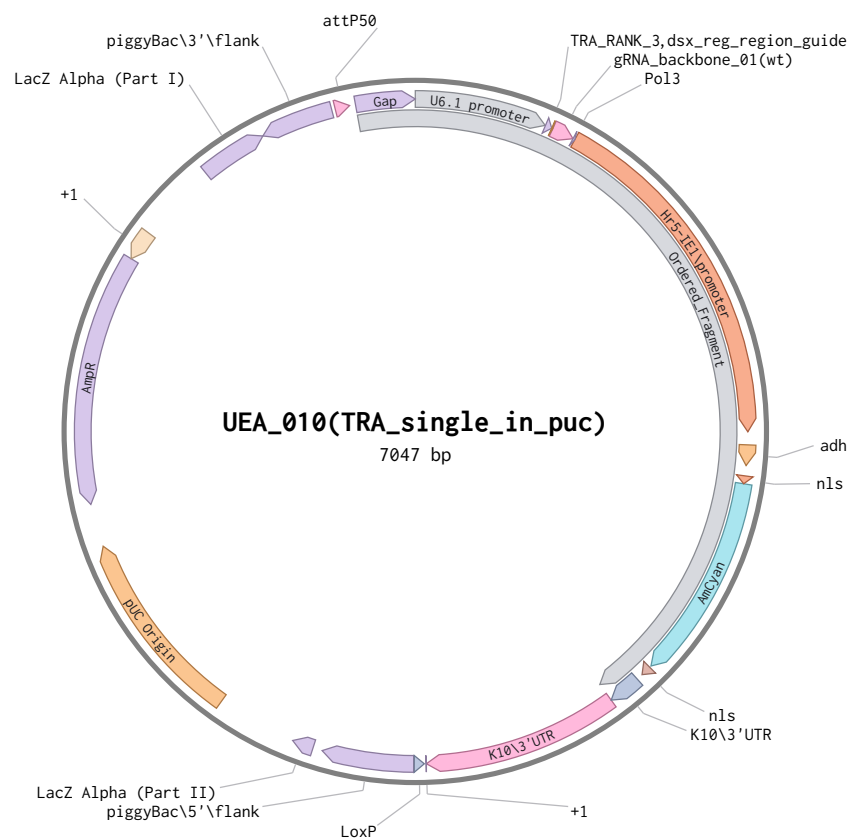 attP50
piggyBac\3'\flank
LacZ Alpha (Part I)
TRA_RANK_3,dsx_reg_region_guide
gRNA_backbone_01(wt)
Pol3
Gap
U6.1 promoter
+1
Hr5-IE1\promoter
Ordered_Fragment
AmpR
UEA_010(TRA_single_in_puc)
7047 bp
adh
nls
AmCyan
pUC Origin
nls
K10\3'UTR
K10\3'UTR
LacZ Alpha (Part II)
piggyBac\5'\flank
+1
LoxP